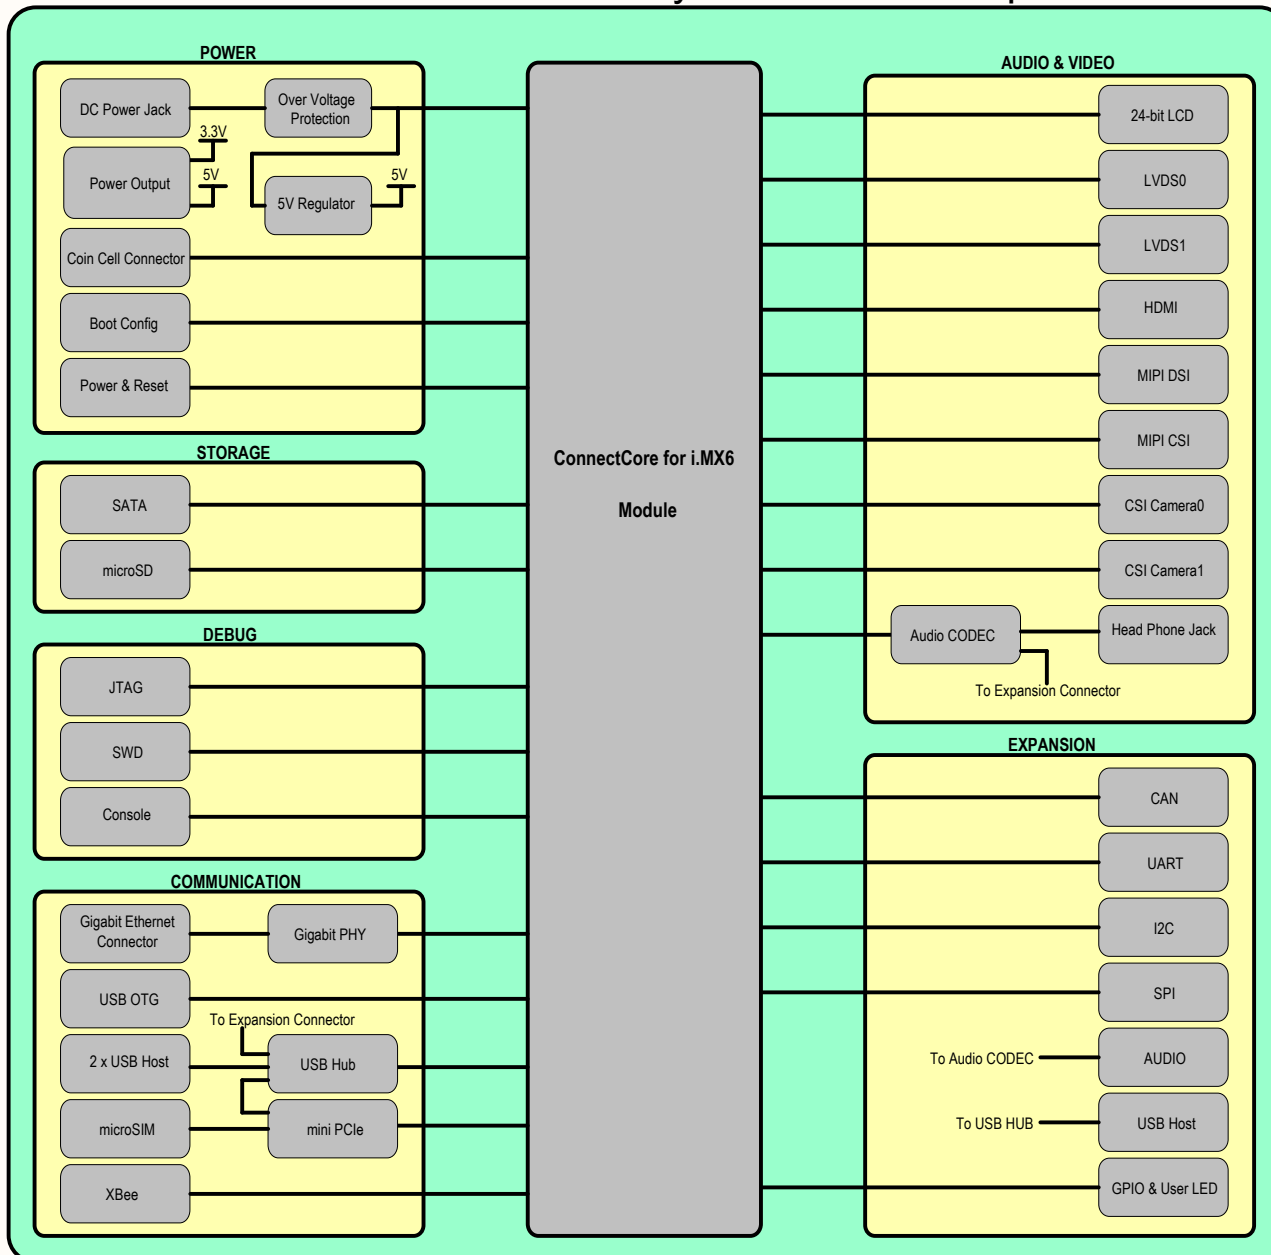 POWER
DC Power Jack
Over Voltage
Protection
3.3V
Power Output
5V
5V Regulator
5V
Coin Cell Connector
Boot Config
Power & Reset
STORAGE
SATA
microSD
DEBUG
JTAG
SWD
Console
COMMUNICATION
Gigabit Ethernet
Connector
Gigabit PHY
USB OTG
To Expansion Connector
2 x USB Host
USB Hub
microSIM
mini PCIe
XBee
ConnectCore for i.MX6
Module
AUDIO & VIDEO
24-bit LCD
LVDS0
LVDS1
HDMI
MIPI DSI
MIPI CSI
CSI Camera0
CSI Camera1
Audio CODEC
Head Phone Jack
To Expansion Connector
EXPANSION
CAN
UART
I2C
SPI
To Audio CODEC
AUDIO
To USB HUB
USB Host
GPIO & User LED